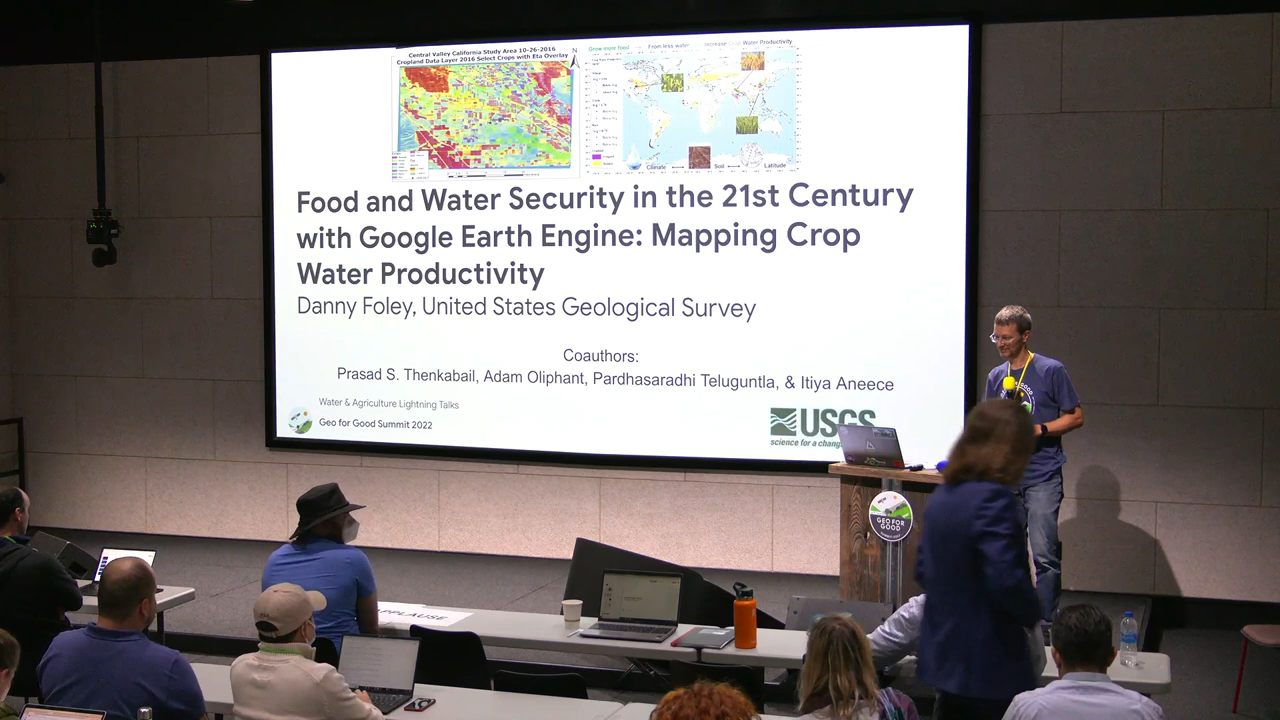 Central Valley California Study Area 10-26-2016
Cropland Data Layer 2016 Select Crops with Eta Overlay
N
Grow more food From less water Increase Crop Water Productivity
Climate Soil Latitude
Food and Water Security in the 21st Century
with Google Earth Engine: Mapping Crop
Water Productivity
Danny Foley, United States Geological Survey
Coauthors:
Prasad S. Thenkabail, Adam Oliphant, Pardhasaradhi Teluguntla, & Itiya Aneece
Water & Agriculture Lightning Talks
Geo for Good Summit 2022
USGS
science for a chang
GEO FOR
GOOD
APPLAUSE